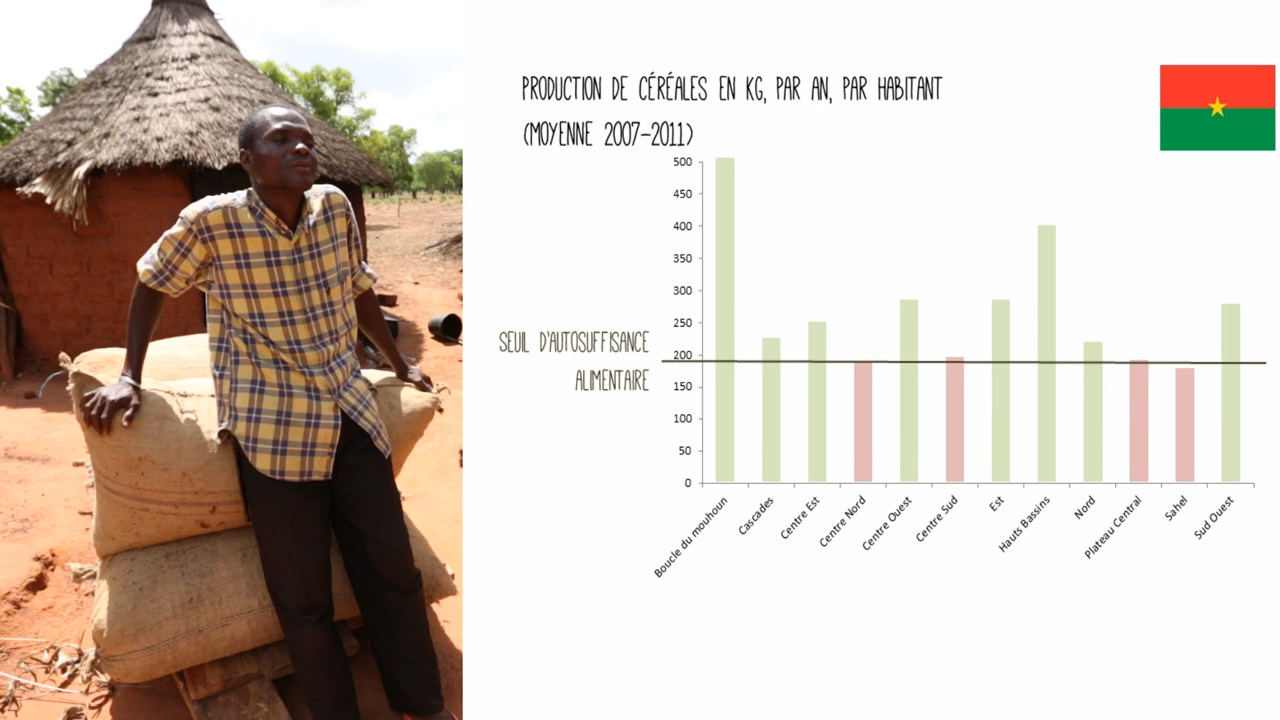 PRODUCTION DE CÉRÉALES EN KG, PAR AN, PAR HABITANT
(MOYENNE 2007-2011)
500
450
400
350
300
250
200
150
100
50
0
SEUIL D'AUTOSUFFISANCE
ALIMENTAIRE
Boucle du mouhoun
Cascades
Centre Est
Centre Nord
Centre Ouest
Centre Sud
Est
Hauts Bassins
Nord
Plateau Central
Sahel
Sud Ouest